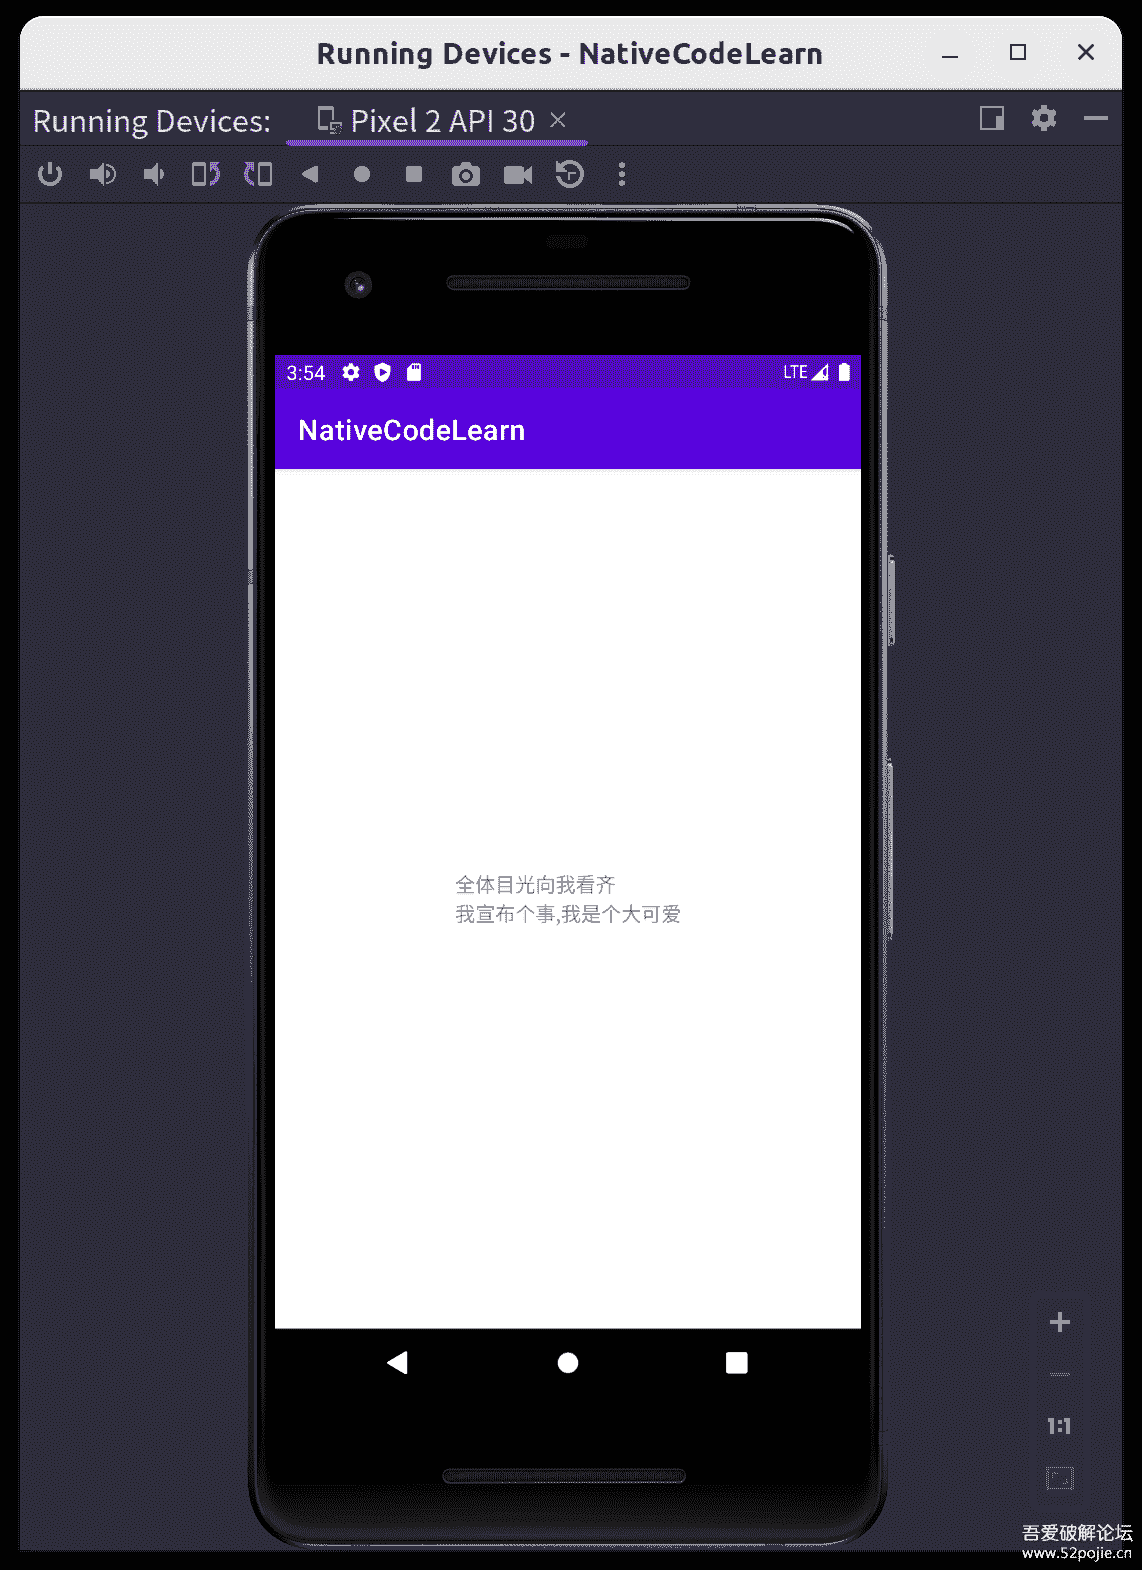 Running Devices - NativeCodeLearn
Running Devices: Pixel 2 API 30
3:54 LTE
NativeCodeLearn
全体目光向我看齐
我宣布个事,我是个大可爱
1:1
吾爱破解论坛
www.52pojie.cn